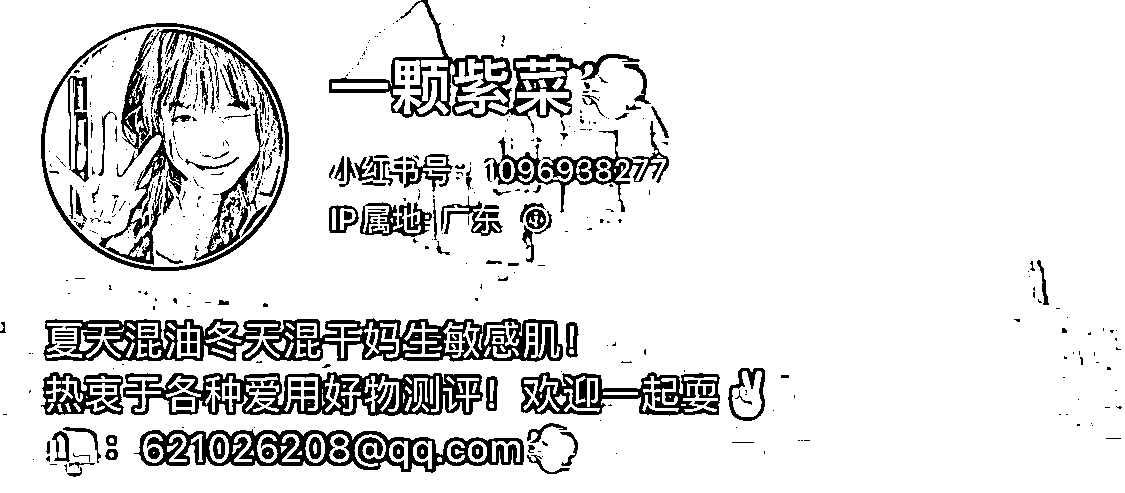 一颗紫菜🗣
小红书号：1096938277
IP属地：广东
夏天混油冬天混干妈生敏感肌！
热衷于各种爱用好物测评！欢迎一起耍✌
📬：621026208@qq.com🗣